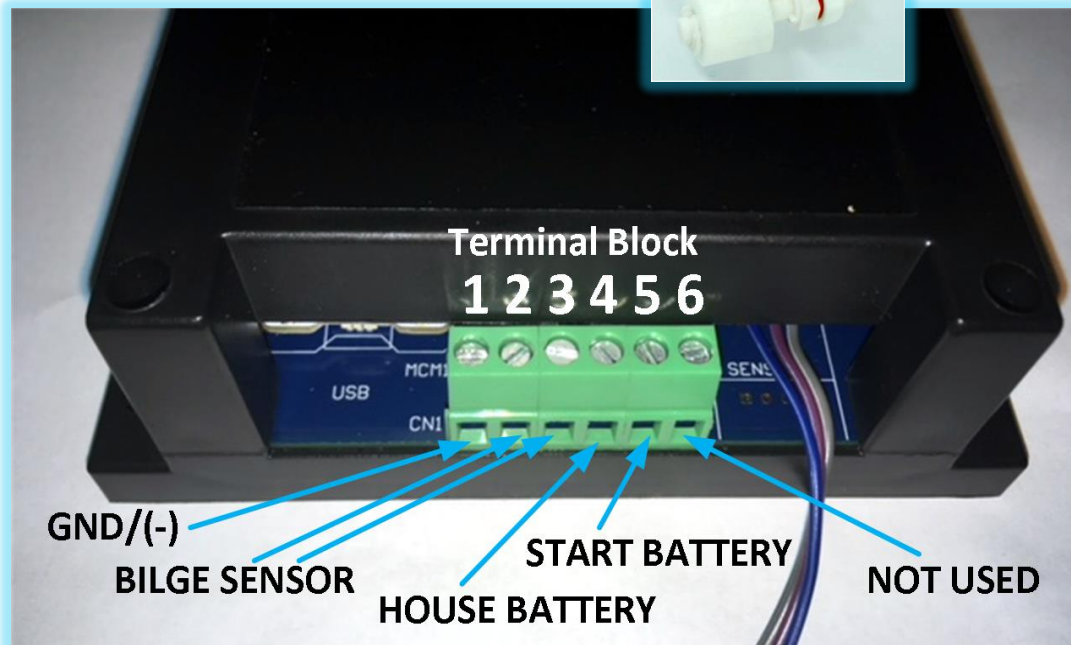 Terminal Block
1 2 3 4 5 6
MCM1
USB
CN1
GND/(-)
BILGE SENSOR
HOUSE BATTERY
START BATTERY
NOT USED